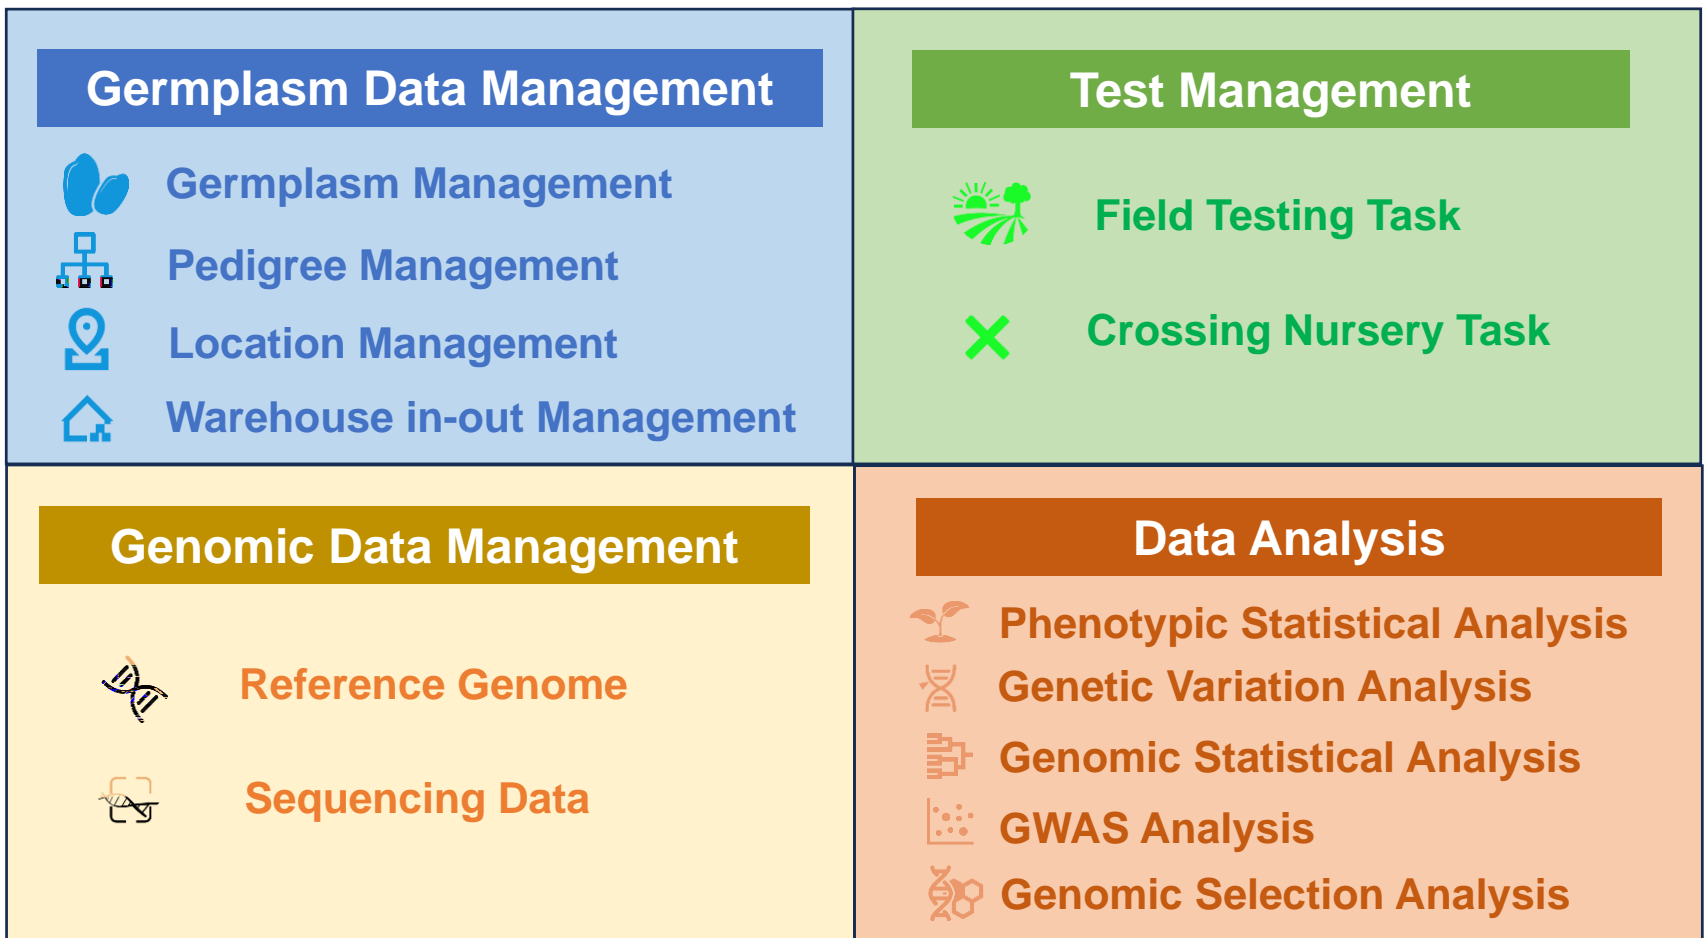 Germplasm Data Management
Germplasm Management
Pedigree Management
Location Management
Warehouse in-out Management
Test Management
Field Testing Task
Crossing Nursery Task
Genomic Data Management
Reference Genome
Sequencing Data
Data Analysis
Phenotypic Statistical Analysis
Genetic Variation Analysis
Genomic Statistical Analysis
GWAS Analysis
Genomic Selection Analysis